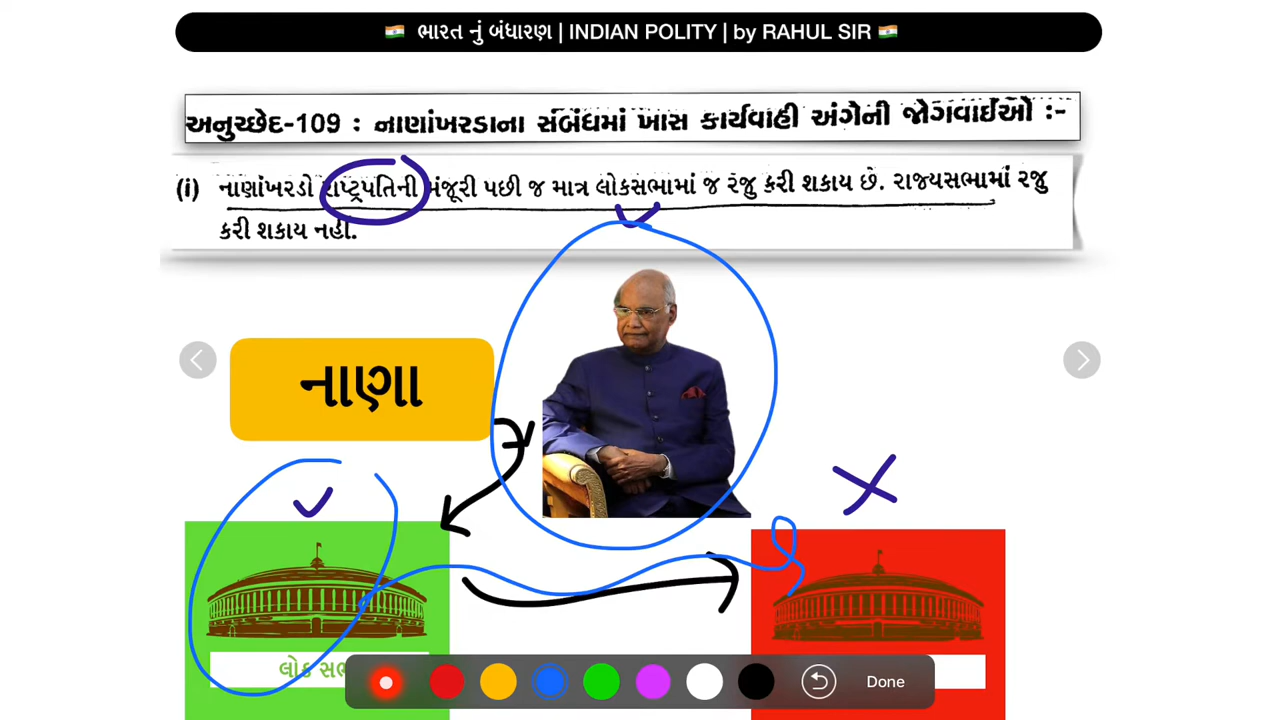 🇮🇳 ભારત નું બંધારણ | INDIAN POLITY | by RAHUL SIR 🇮🇳
અનુચ્છેદ-109 : નાણાંખરડાના સંબંધમાં ખાસ કાર્યવાહી અંગેની જોગવાઈઓ :-
(i) નાણાંખરડો રાષ્ટ્રપતિની મંજૂરી પછી જ માત્ર લોકસભામાં જ રજુ કરી શકાય છે. રાજ્યસભામાં રજુ
કરી શકાય નહીં.
નાણા
લોક સભ
Done